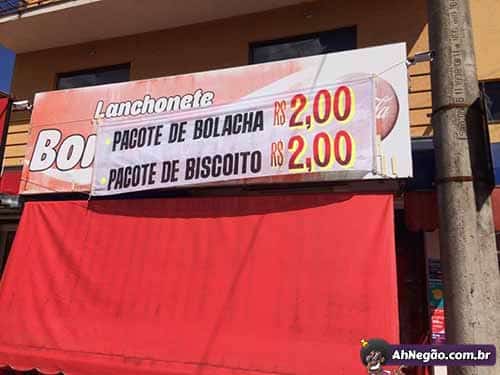 Lanchonete
Bo
PACOTE DE BOLACHA R$ 2,00
PACOTE DE BISCOITO R$ 2,00
AhNegão.com.br